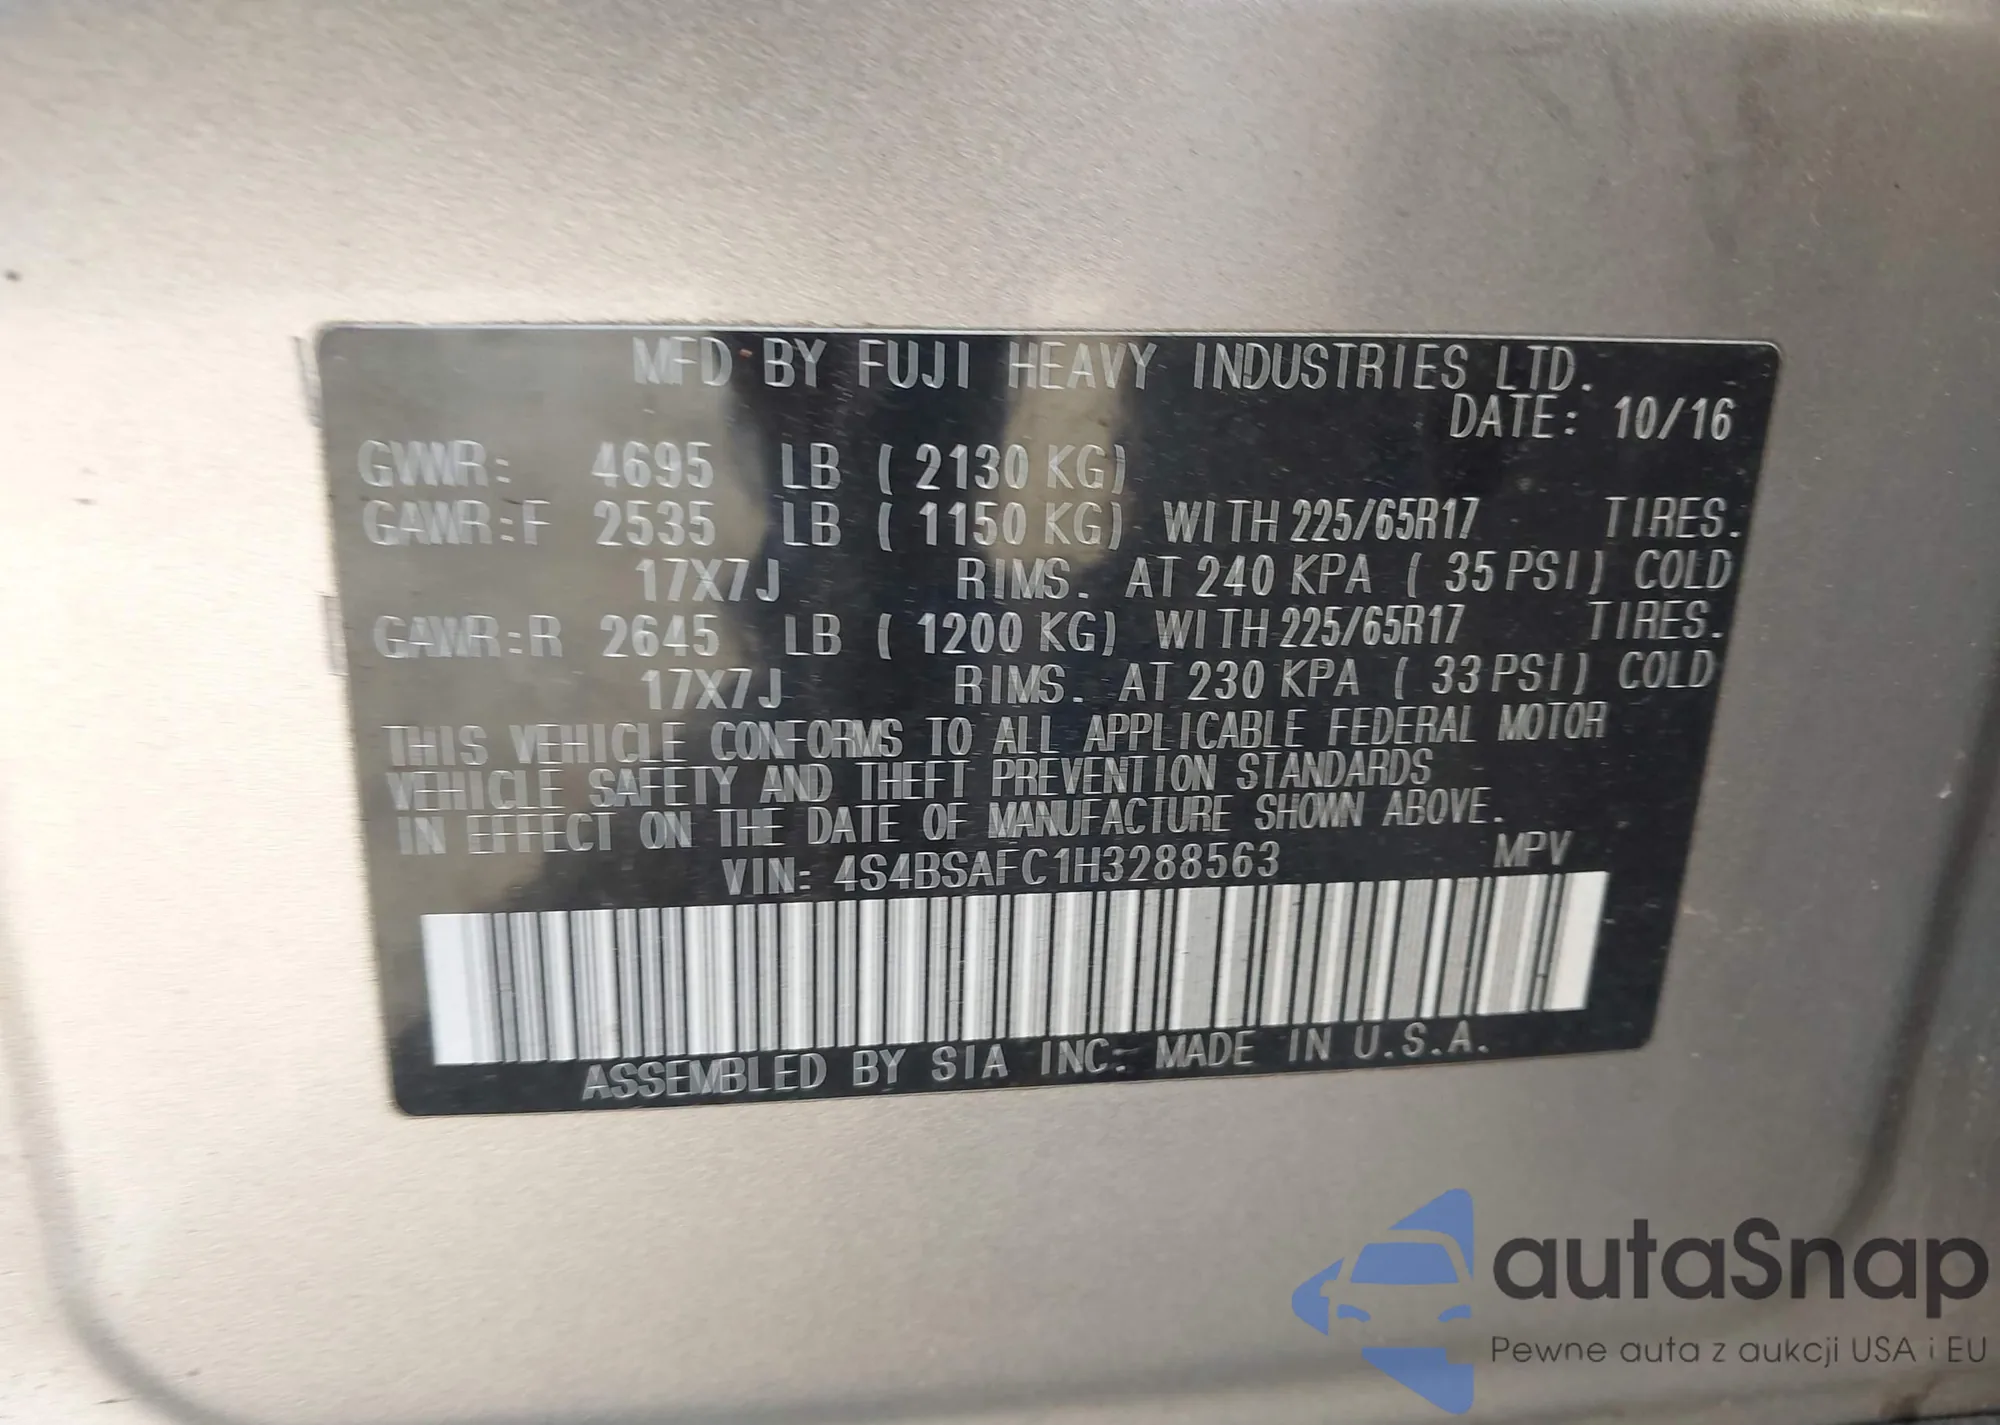 MFD BY FUJI HEAVY INDUSTRIES LTD.
DATE: 10/16
GVWR: 4695 LB ( 2130 KG)
GAWR:F 2535 LB ( 1150 KG) WITH 225/65R17 TIRES.
17X7J RIMS. AT 240 KPA ( 35 PSI) COLD
GAWR:R 2645 LB ( 1200 KG) WITH 225/65R17 TIRES.
17X7J RIMS. AT 230 KPA ( 33 PSI) COLD
THIS VEHICLE CONFORMS TO ALL APPLICABLE FEDERAL MOTOR
VEHICLE SAFETY AND THEFT PREVENTION STANDARDS
IN EFFECT ON THE DATE OF MANUFACTURE SHOWN ABOVE.
VIN: 4S4BSAFC1H3288563 MPV
ASSEMBLED BY SIA INC: MADE IN U.S.A.
autaSnap
Pewne auta z aukcji USA i EU